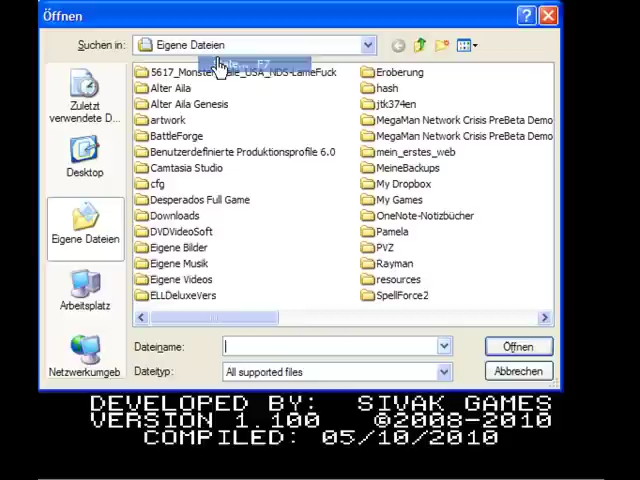 Öffnen
Suchen in: Eigene Dateien
Zuletzt verwendete D...
Desktop
Eigene Dateien
Arbeitsplatz
Netzwerkumgeb
F7
5617_Monster USA_NDS-LameFuck
Alter Aila
Alter Aila Genesis
artwork
BattleForge
Benutzerdefinierte Produktionsprofile 6.0
Camtasia Studio
cfg
Desperados Full Game
Downloads
DVDVideoSoft
Eigene Bilder
Eigene Musik
Eigene Videos
ELLDeluxeVers
Eroberung
hash
jtk374en
MegaMan Network Crisis PreBeta Demo
MegaMan Network Crisis PreBeta Demo
mein_erstes_web
MeineBackups
My Dropbox
My Games
OneNote-Notizbücher
Pamela
PVZ
Rayman
resources
SpellForce2
Dateiname: Öffnen
Dateityp: All supported files Abbrechen
DEVELOPED BY: SIVAK GAMES
VERSION 1.100 ©2008-2010
COMPILED: 05/10/2010